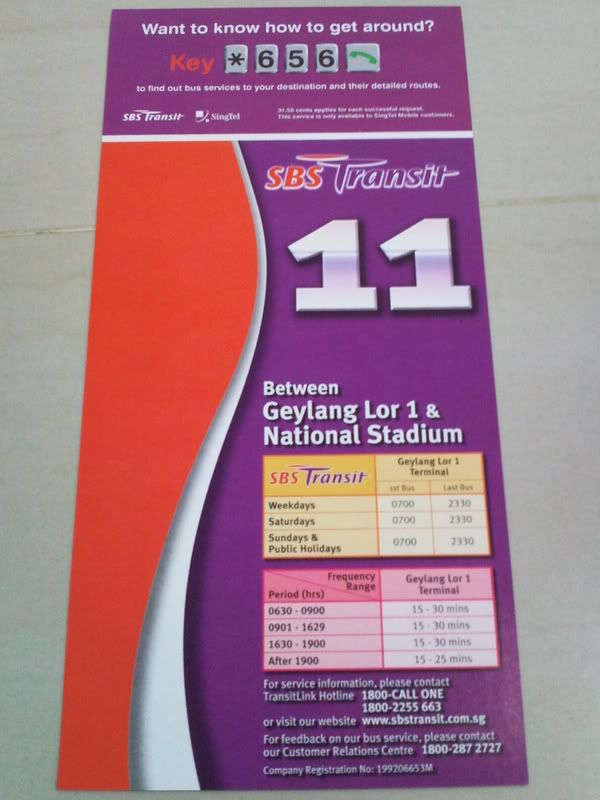 Want to know how to get around?
Key * 6 5 6
to find out bus services to your destination and their detailed routes.
SBS Transit SingTel
31.56 cents applies for each successful request.
This service is only available to SingTel Mobile customers.
SBS Transit
11
Between
Geylang Lor 1 &
National Stadium
SBS Transit
Geylang Lor 1
Terminal
1st Bus Last Bus
Weekdays 0700 2330
Saturdays 0700 2330
Sundays &
Public Holidays 0700 2330
Frequency
Range
Period (hrs)
Geylang Lor 1
Terminal
0630 - 0900 15 - 30 mins
0901 - 1629 15 - 30 mins
1630 - 1900 15 - 30 mins
After 1900 15 - 25 mins
For service information, please contact
TransitLink Hotline 1800-CALL ONE
1800-2255 663
or visit our website www.sbstransit.com.sg
For feedback on our bus service, please contact
our Customer Relations Centre 1800-287 2727
Company Registration No: 199206653M